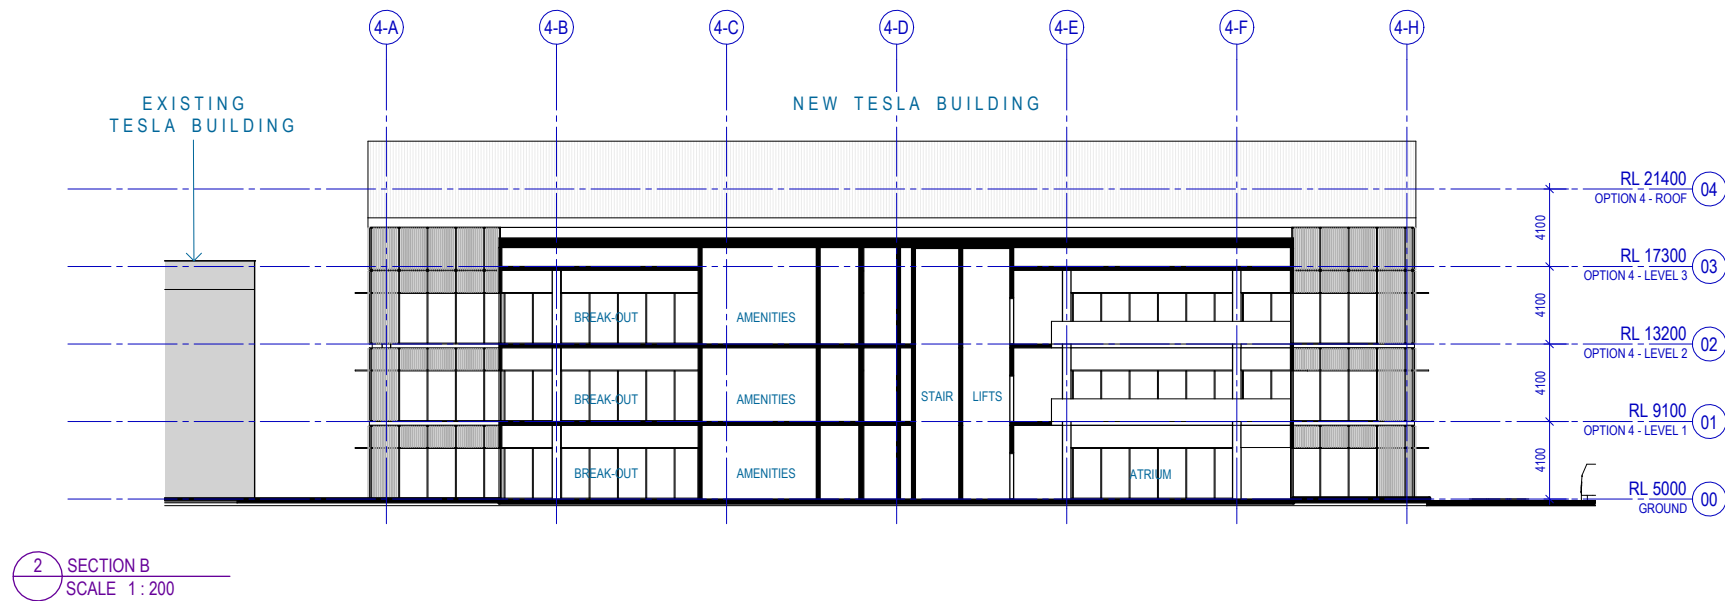 4-A
4-B
4-C
4-D
4-E
4-F
4-H
EXISTING
TESLA BUILDING
NEW TESLA BUILDING
RL 21400
OPTION 4 - ROOF
04
4100
RL 17300
OPTION 4 - LEVEL 3
03
4100
BREAK-OUT
AMENITIES
RL 13200
OPTION 4 - LEVEL 2
02
4100
BREAK-OUT
AMENITIES
STAIR
LIFTS
RL 9100
OPTION 4 - LEVEL 1
01
4100
BREAK-OUT
AMENITIES
ATRIUM
RL 5000
GROUND
00
2
SECTION B
SCALE 1 : 200